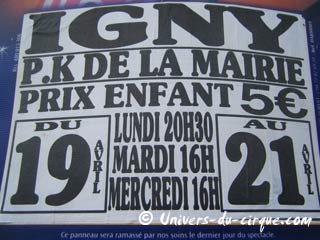 IGNY
P.K DE LA MAIRIE
PRIX ENFANT 5€
DU
19 AVRIL
LUNDI 20H30
MARDI 16H
MERCREDI 16H
AU
21 AVRIL
© Univers-du-cirque.com
Ce panneau sera ramassé par nos soins le dernier jour du spectacle.